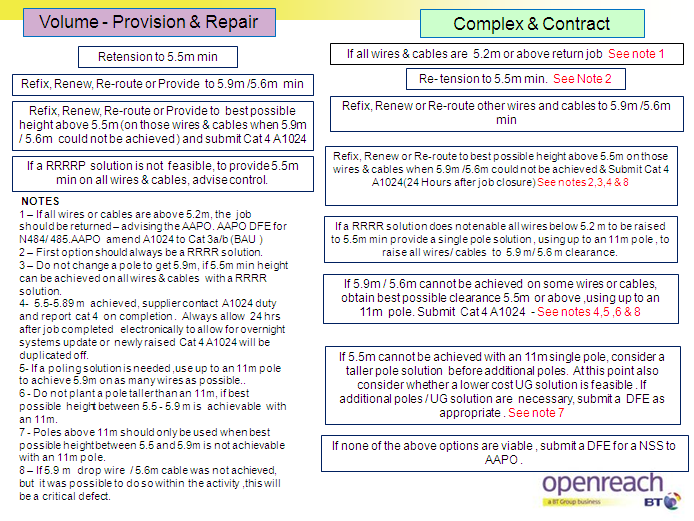 Volume - Provision & Repair
Retension to 5.5m min
Refix, Renew, Re-route or Provide to 5.9m /5.6m min
Refix, Renew, Re-route or Provide to best possible
height above 5.5m (on those wires & cables when 5.9m
/ 5.6m could not be achieved) and submit Cat 4 A1024
If a RRRRP solution is not feasible, to provide 5.5m
min on all wires & cables, advise control.
NOTES
1 – If all wires or cables are above 5.2m, the job
should be returned – advising the AAPO. AAPO DFE for
N484/ 485.AAPO amend A1024 to Cat 3a/b (BAU )
2 – First option should always be a RRRR solution.
3 – Do not change a pole to get 5.9m, if 5.5m min height
can be achieved on all wires & cables with a RRRR
solution.
4- 5.5-5.89 m achieved, supplier contact A1024 duty
and report cat 4 on completion . Always allow 24 hrs
after job completed electronically to allow for overnight
systems update or newly raised Cat 4 A1024 will be
duplicated off.
5- If a poling solution is needed ,use up to an 11m pole
to achieve 5.9m on as many wires as possible..
6 - Do not plant a pole taller than an 11m, if best
possible height between 5.5 - 5.9 m is achievable with
an 11m.
7 - Poles above 11m should only be used when best
possible height between 5.5 and 5.9m is not achievable
with an 11m pole.
8 – If 5.9 m drop wire / 5.6m cable was not achieved,
but it was possible to do so within the activity ,this will
be a critical defect.
Complex & Contract
If all wires & cables are 5.2m or above return job See note 1
Re- tension to 5.5m min. See Note 2
Refix, Renew or Re-route other wires and cables to 5.9m /5.6m
min
Refix, Renew or Re-route to best possible height above 5.5m on those
wires & cables when 5.9m /5.6m could not be achieved & Submit Cat 4
A1024(24 Hours after job closure) See notes 2,3,4 & 8
If a RRRR solution does not enable all wires below 5.2 m to be raised
to 5.5m min provide a single pole solution , using up to an 11m pole , to
raise all wires/ cables to 5.9m/ 5.6 m clearance.
If 5.9m / 5.6m cannot be achieved on some wires or cables,
obtain best possible clearance 5.5m or above ,using up to an
11m pole. Submit Cat 4 A1024 - See notes 4,5 ,6 & 8
If 5.5m cannot be achieved with an 11m single pole, consider a
taller pole solution before additional poles. At this point also
consider whether a lower cost UG solution is feasible . If
additional poles / UG solution are necessary, submit a DFE as
appropriate . See note 7
If none of the above options are viable , submit a DFE for a NSS to
AAPO .
openreach
a BT Group business
BT